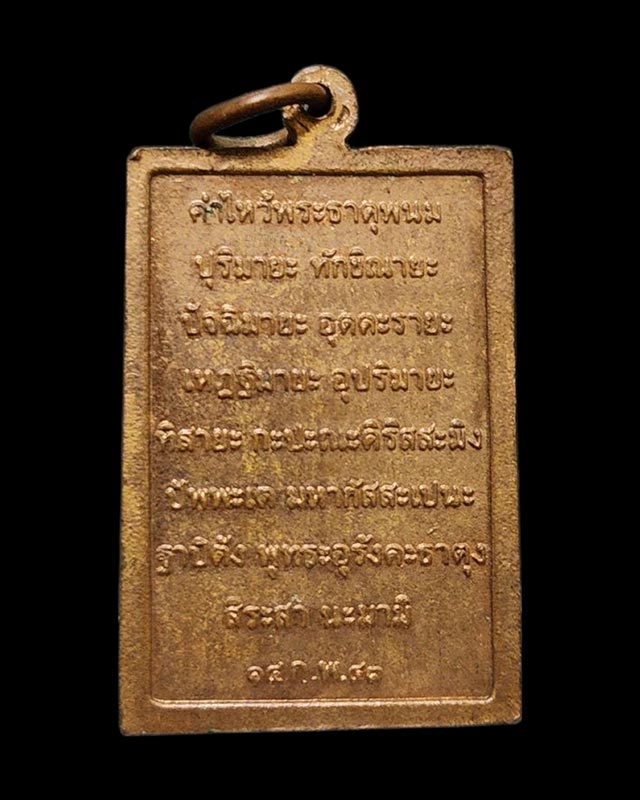 คำไหว้พระธาตุพนม
ปุริมายะ ทักขิณายะ
ปัจฉิมายะ อุตตะรายะ
เหฏฐิมายะ อุปริมายะ
ทิสายะ กะปะณะคิริสสะมิง
ปัพพะเต มหากัสสะเปนะ
ฐาปิตัง พุทธะอุรังคะธาตุง
สิระสา นะมามิ
๑๔ ก.พ.๔๑